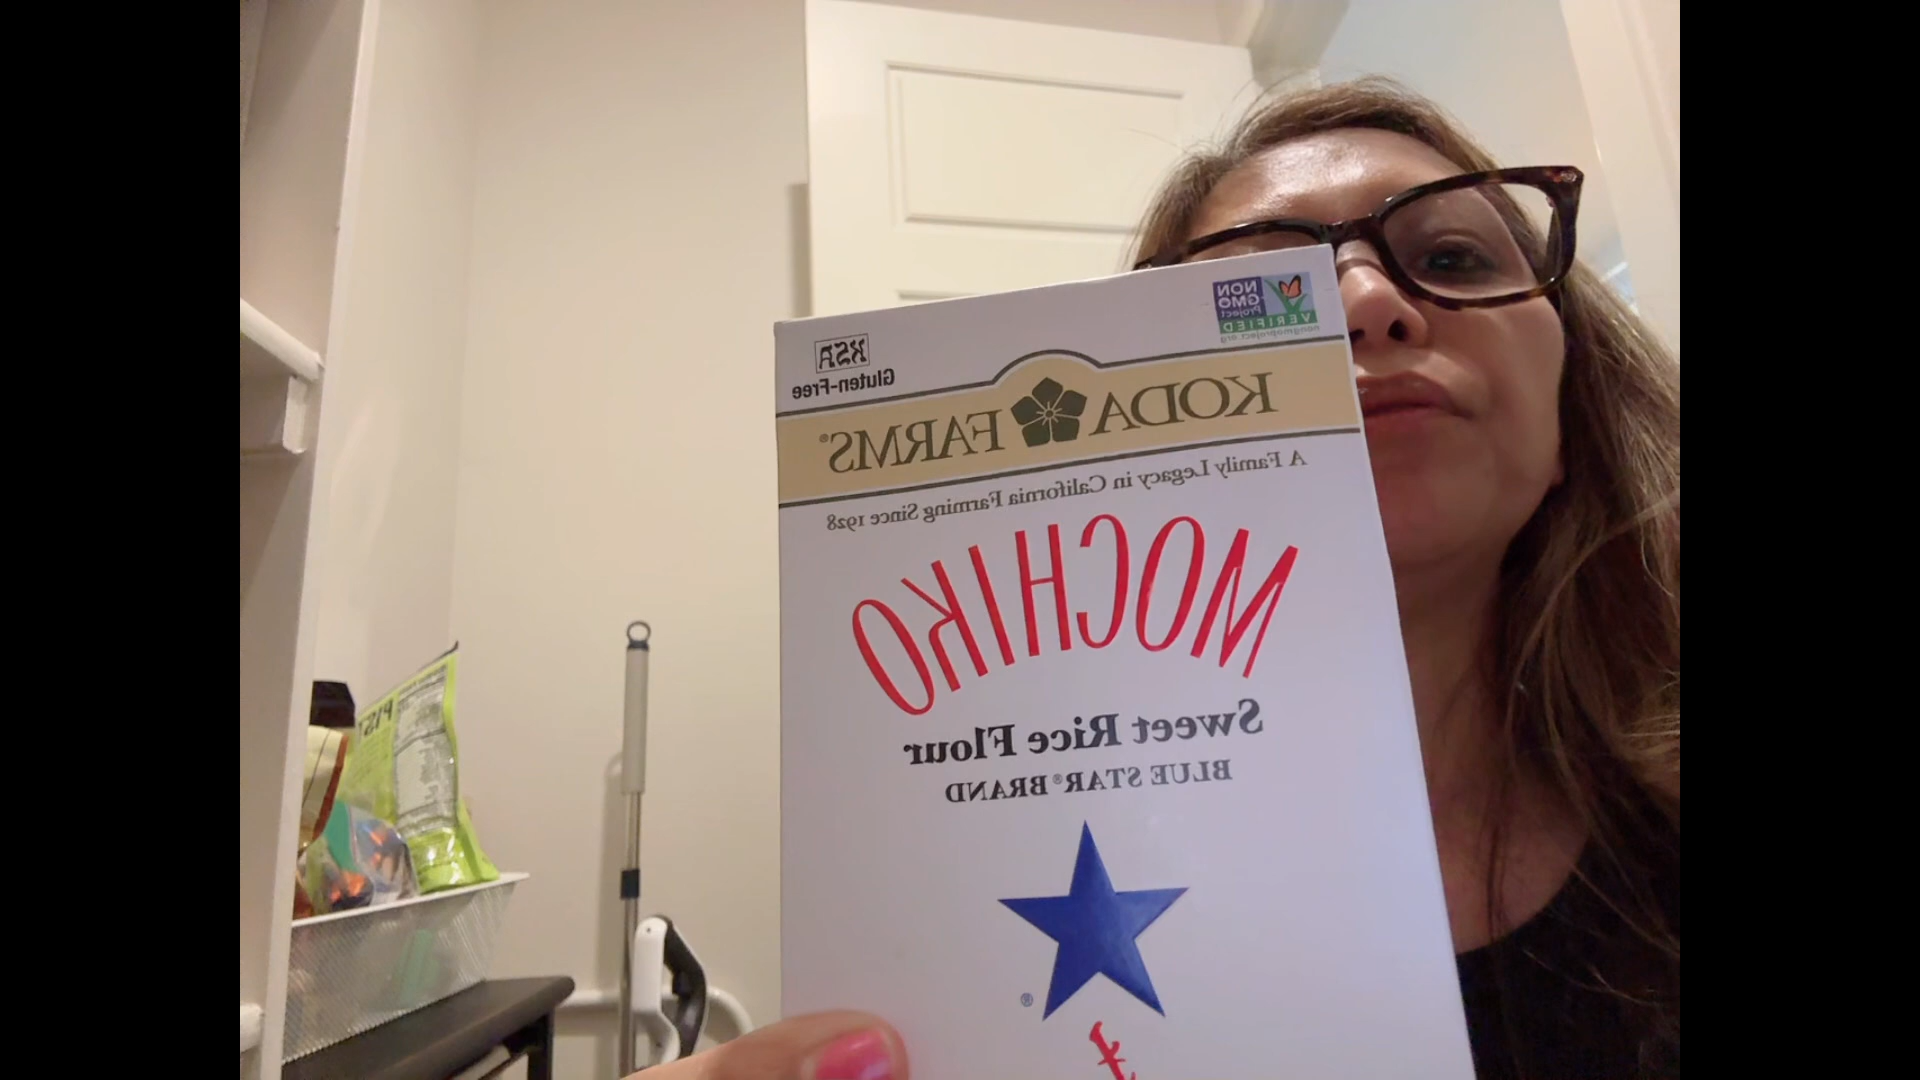 NON
GMO
Project
VERIFIED
nongmoproject.org
KSA
Gluten-Free
KODA FARMS®
A Family Legacy in California Farming Since 1928
MOCHIKO
Sweet Rice Flour
BLUE STAR® BRAND
®